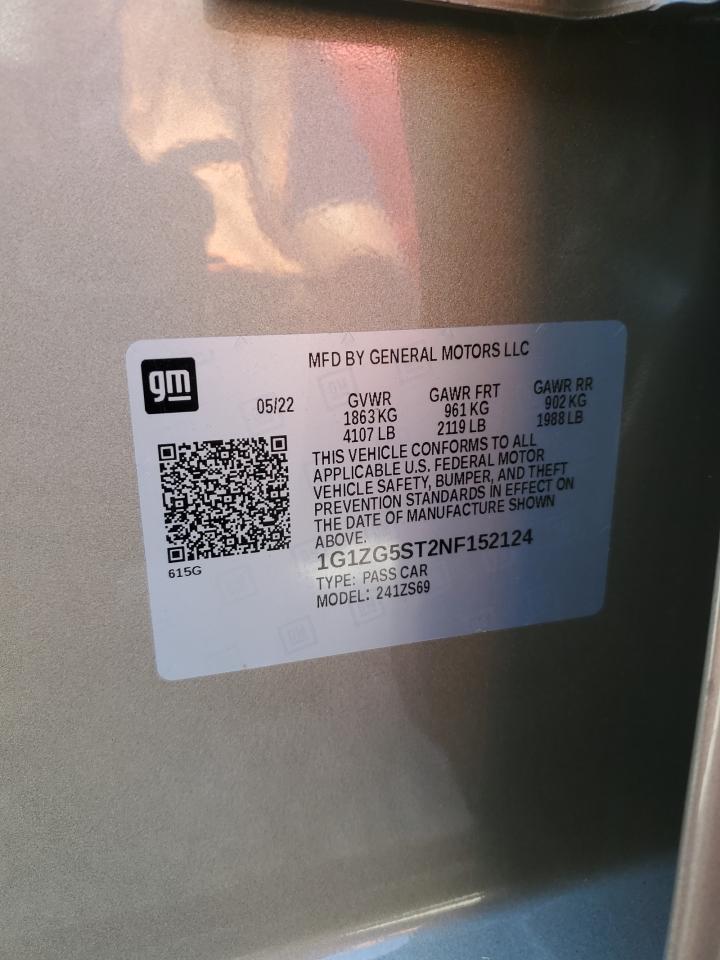 gm
MFD BY GENERAL MOTORS LLC
05/22
GVWR
1863 KG
4107 LB
GAWR FRT
961 KG
2119 LB
GAWR RR
902 KG
1988 LB
THIS VEHICLE CONFORMS TO ALL
APPLICABLE U.S. FEDERAL MOTOR
VEHICLE SAFETY, BUMPER, AND THEFT
PREVENTION STANDARDS IN EFFECT ON
THE DATE OF MANUFACTURE SHOWN
ABOVE.
615G
1G1ZG5ST2NF152124
TYPE: PASS CAR
MODEL: 241ZS69